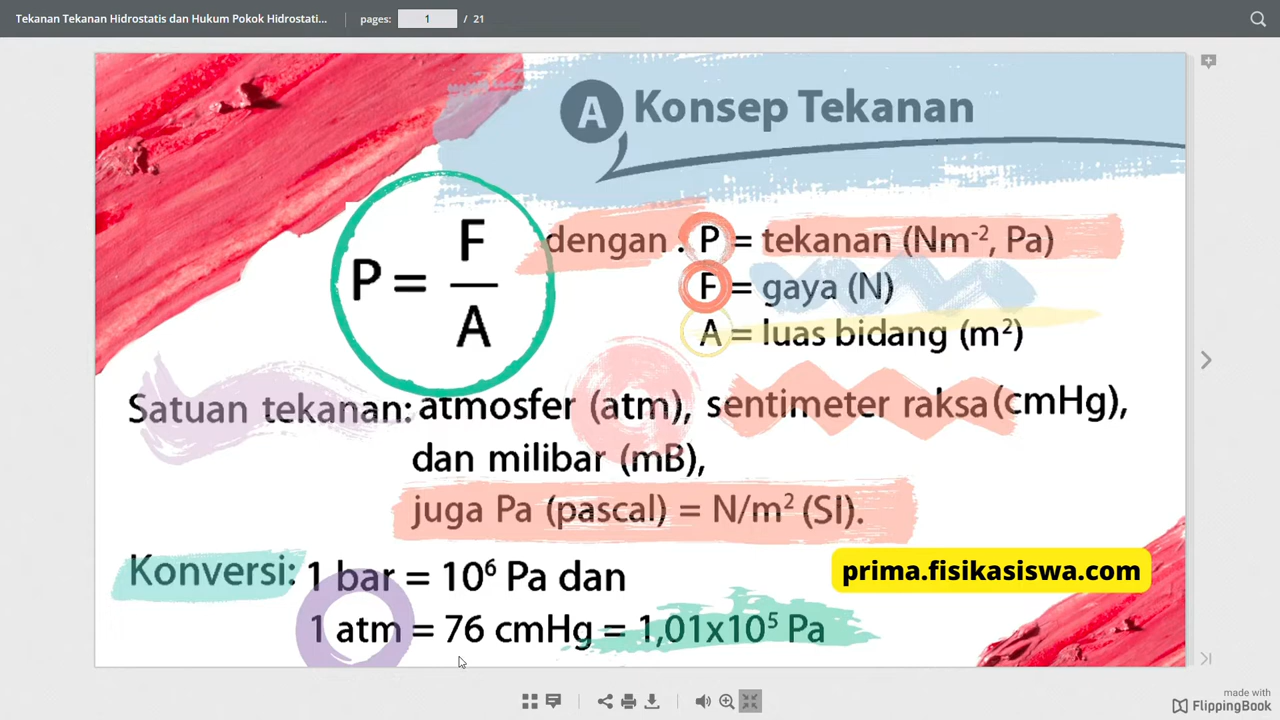 Tekanan Tekanan Hidrostatis dan Hukum Pokok Hidrostati...
pages: 1 / 21
A Konsep Tekanan
P = F / A
dengan . P = tekanan (Nm⁻², Pa)
F = gaya (N)
A = luas bidang (m²)
Satuan tekanan: atmosfer (atm), sentimeter raksa (cmHg),
dan milibar (mB),
juga Pa (pascal) = N/m² (SI).
Konversi: 1 bar = 10⁶ Pa dan
1 atm = 76 cmHg = 1,01x10⁵ Pa
prima.fisikasiswa.com
made with
FlippingBook